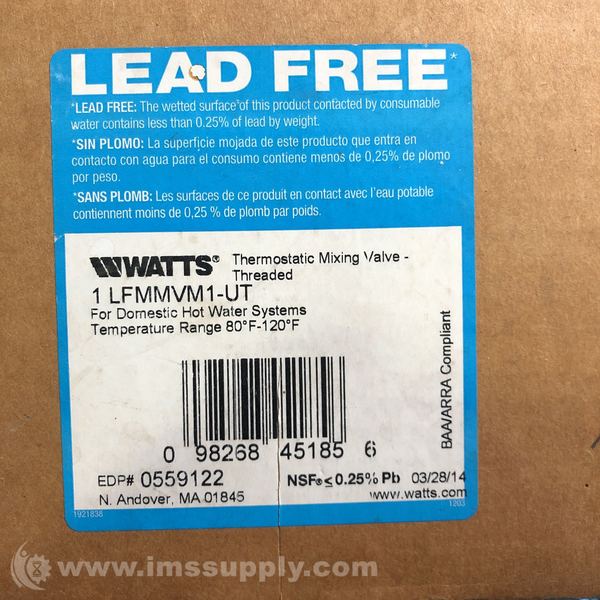 LEAD FREE*
*LEAD FREE: The wetted surface of this product contacted by consumable
water contains less than 0.25% of lead by weight.
*SIN PLOMO: La superficie mojada de este producto que entra en
contacto con agua para el consumo contiene menos de 0,25% de plomo
por peso.
*SANS PLOMB: Les surfaces de ce produit en contact avec l'eau potable
contiennent moins de 0,25 % de plomb par poids.
WATTS® Thermostatic Mixing Valve -
Threaded
1 LFMMVM1-UT
For Domestic Hot Water Systems
Temperature Range 80°F-120°F
BAA/ARRA Compliant
0 98268 45185 6
EDP# 0559122 NSF® ≤ 0.25% Pb 03/28/14
N. Andover, MA 01845 www.watts.com
1921838 1203
www.imssupply.com